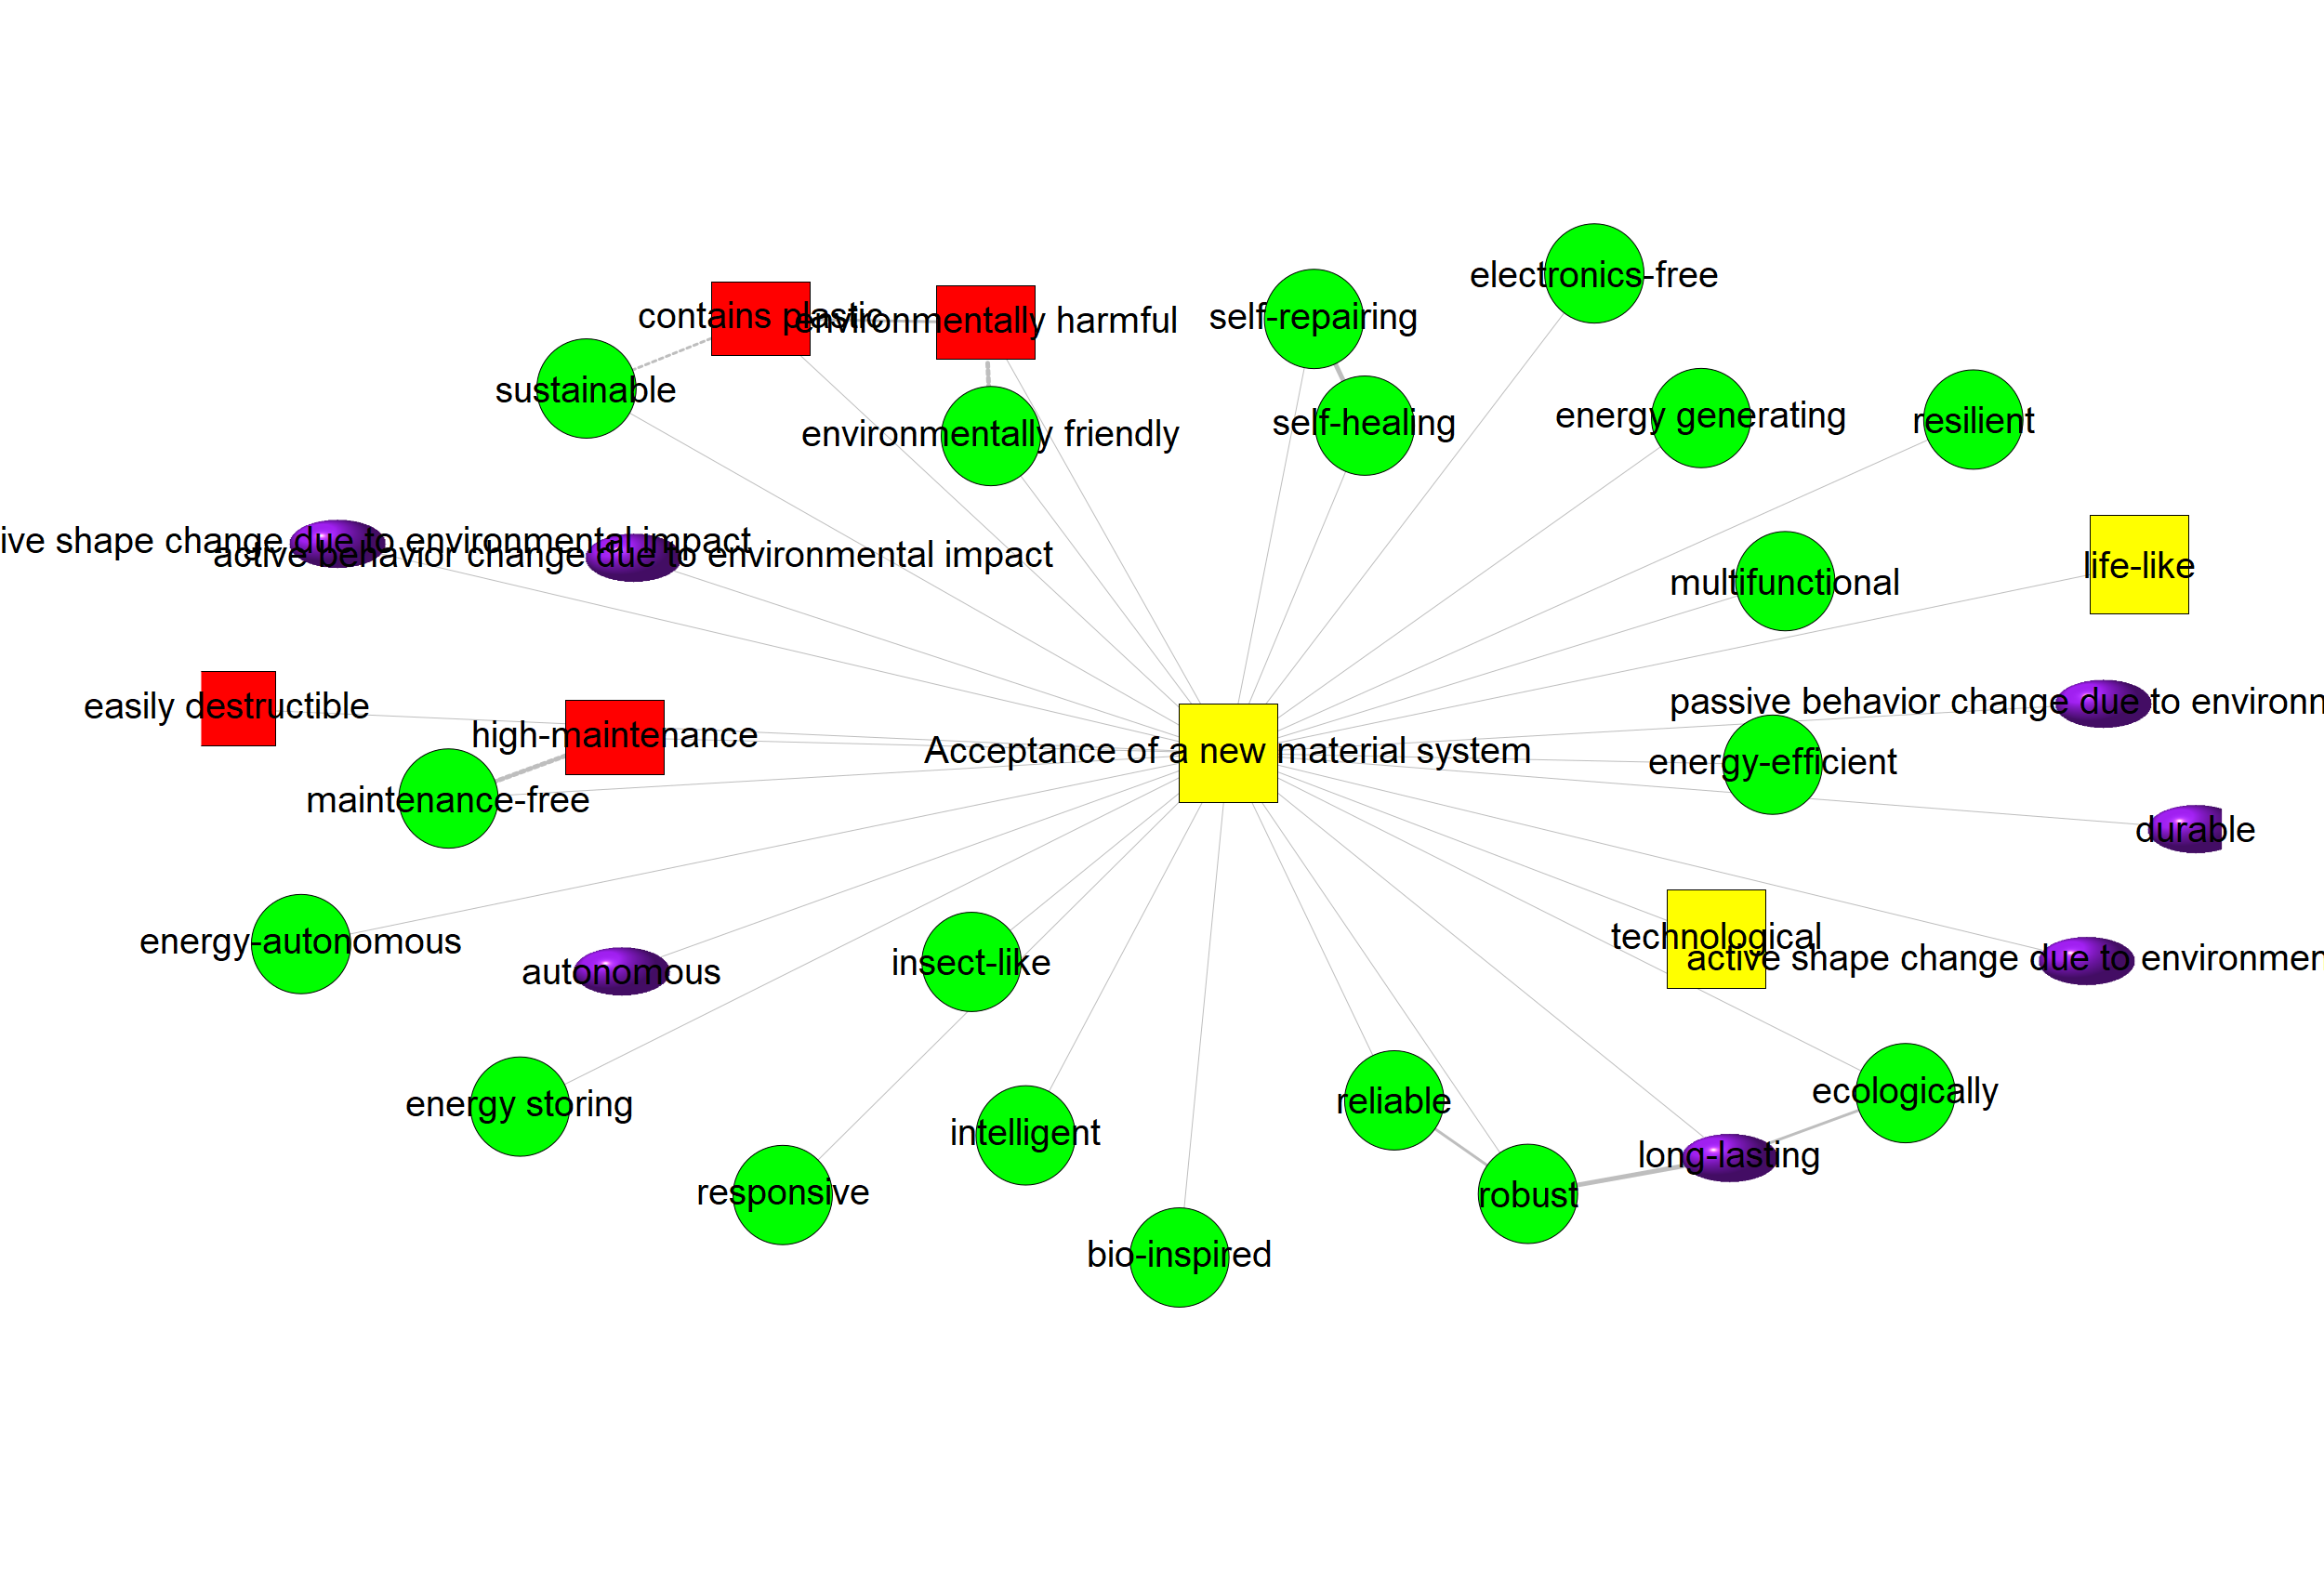 electronics-free
contains plastic
environmentally harmful
self-repairing
sustainable
environmentally friendly
self-healing
energy generating
resilient
ive shape change due to environmental impact
active behavior change due to environmental impact
multifunctional
life-like
easily destructible
high-maintenance
Acceptance of a new material system
passive behavior change due to environn
energy-efficient
maintenance-free
durable
energy-autonomous
autonomous
insect-like
technological
active shape change due to environmen
energy storing
intelligent
reliable
ecologically
long-lasting
responsive
robust
bio-inspired